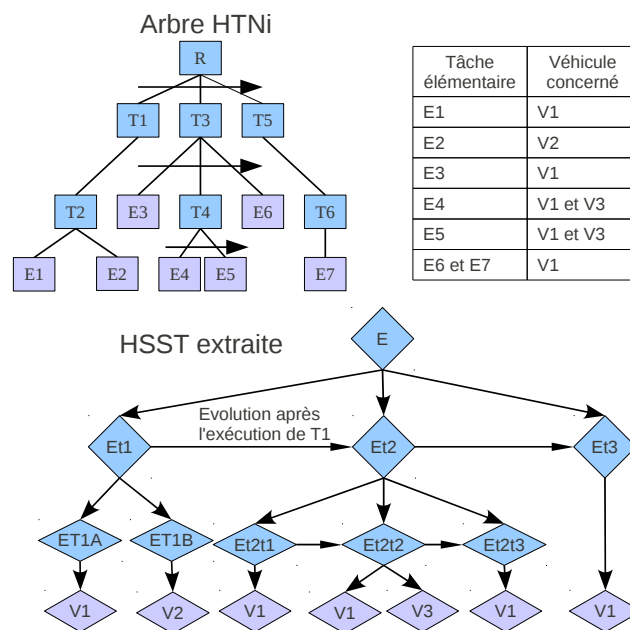 Arbre HTNi
R
T1 T3 T5
T2 E3 T4 E6 T6
E1 E2 E4 E5 E7
Tâche élémentaire Véhicule concerné
E1 V1
E2 V2
E3 V1
E4 V1 et V3
E5 V1 et V3
E6 et E7 V1
HSST extraite
E
Evolution après
l'exécution de T1
Et1 Et2 Et3
ET1A ET1B Et2t1 Et2t2 Et2t3
V1 V2 V1 V1 V3 V1 V1